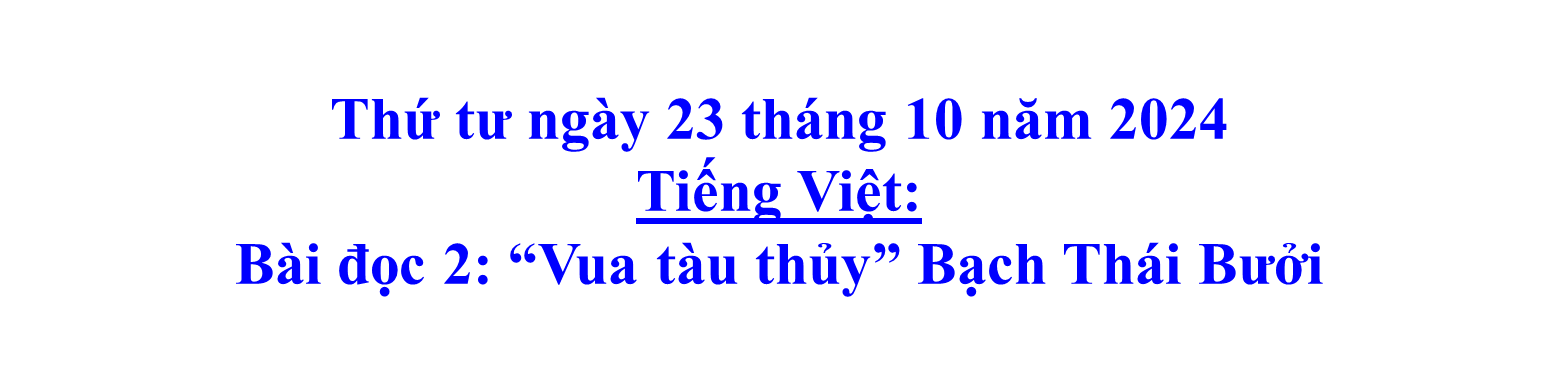 Thứ tư ngày 23 tháng 10 năm 2024
Tiếng Việt:
Bài đọc 2: “Vua tàu thủy” Bạch Thái Bưởi